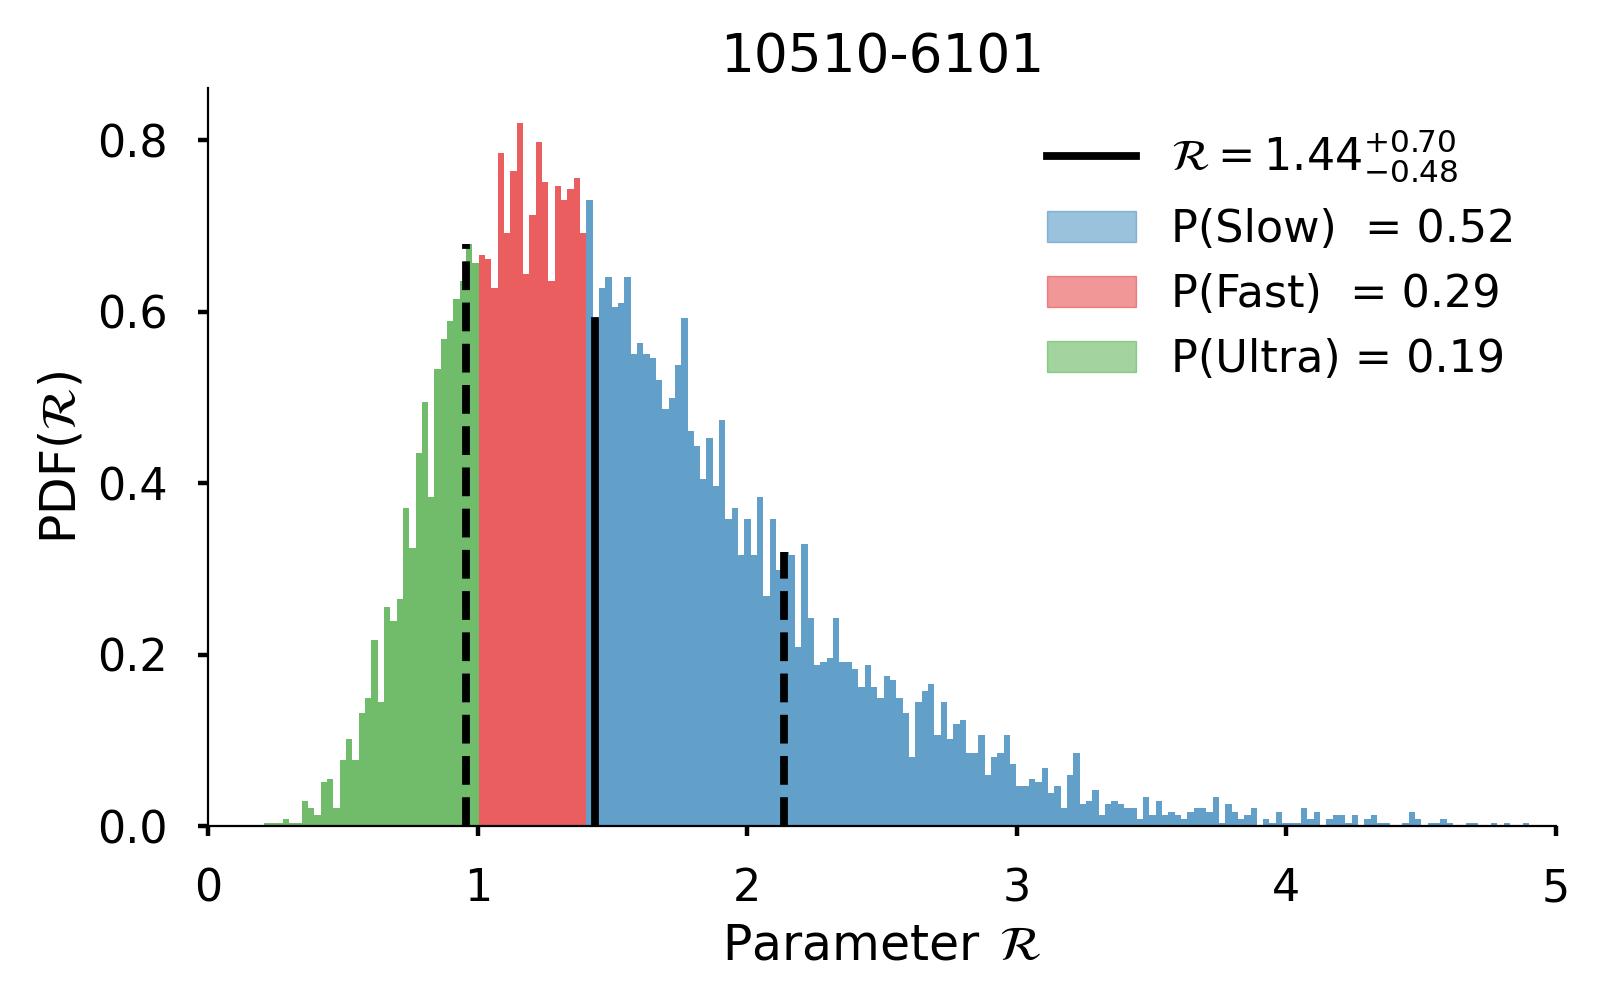 10510-6101
ℛ = 1.44 +0.70 −0.48
P(Slow) = 0.52
P(Fast) = 0.29
P(Ultra) = 0.19
PDF(ℛ)
0.8
0.6
0.4
0.2
0.0
0 1 2 3 4 5
Parameter ℛ